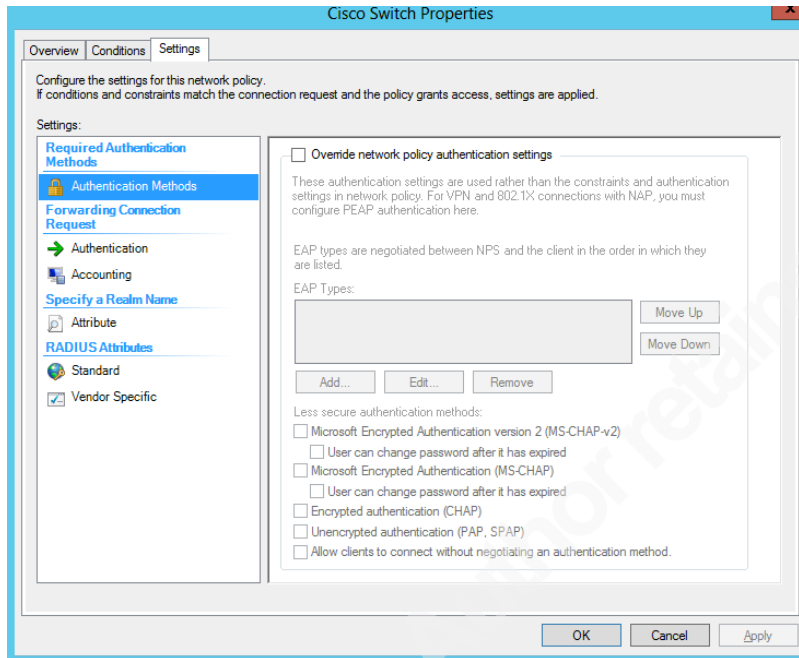 Cisco Switch Properties
x
Overview
Conditions
Settings
Configure the settings for this network policy.
If conditions and constraints match the connection request and the policy grants access, settings are applied.
Settings:
Required Authentication
Methods
Authentication Methods
Forwarding Connection
Request
Authentication
Accounting
Specify a Realm Name
Attribute
RADIUS Attributes
Standard
Vendor Specific
Override network policy authentication settings
These authentication settings are used rather than the constraints and authentication
settings in network policy. For VPN and 802.1X connections with NAP, you must
configure PEAP authentication here.
EAP types are negotiated between NPS and the client in the order in which they
are listed.
EAP Types:
Move Up
Move Down
Add...
Edit...
Remove
Less secure authentication methods:
Microsoft Encrypted Authentication version 2 (MS-CHAP-v2)
User can change password after it has expired
Microsoft Encrypted Authentication (MS-CHAP)
User can change password after it has expired
Encrypted authentication (CHAP)
Unencrypted authentication (PAP, SPAP)
Allow clients to connect without negotiating an authentication method.
OK
Cancel
Apply
Author retain